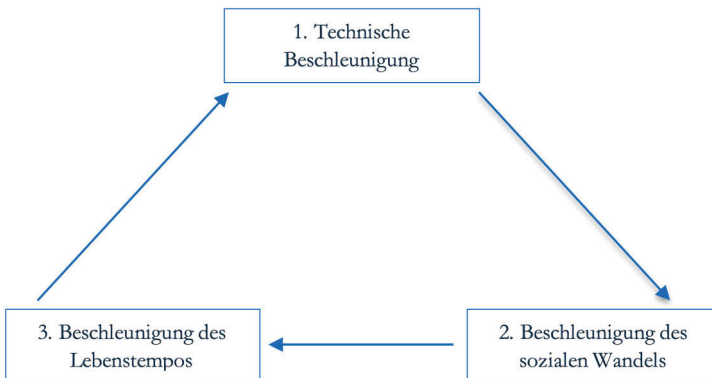 1. Technische
Beschleunigung
3. Beschleunigung des
Lebenstempos
2. Beschleunigung des
sozialen Wandels